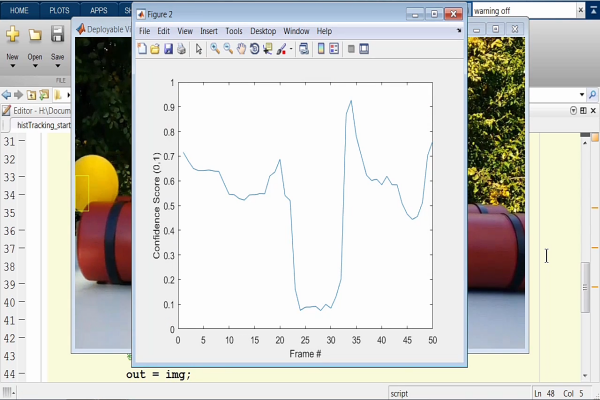 HOME PLOTS APPS
warning off
New Open Save
FILE
Deployable Vi
Figure 2
File Edit View Insert Tools Desktop Window Help
Editor - H:\Docum
histTracking_start
31
32
33
34
35
36
37
38
39
40
41
42
43
44
1
0.9
0.8
0.7
0.6
0.5
0.4
0.3
0.2
0.1
0
Confidence Score (0,1)
0 5 10 15 20 25 30 35 40 45 50
Frame #
out = img;
script
Ln 48 Col 5